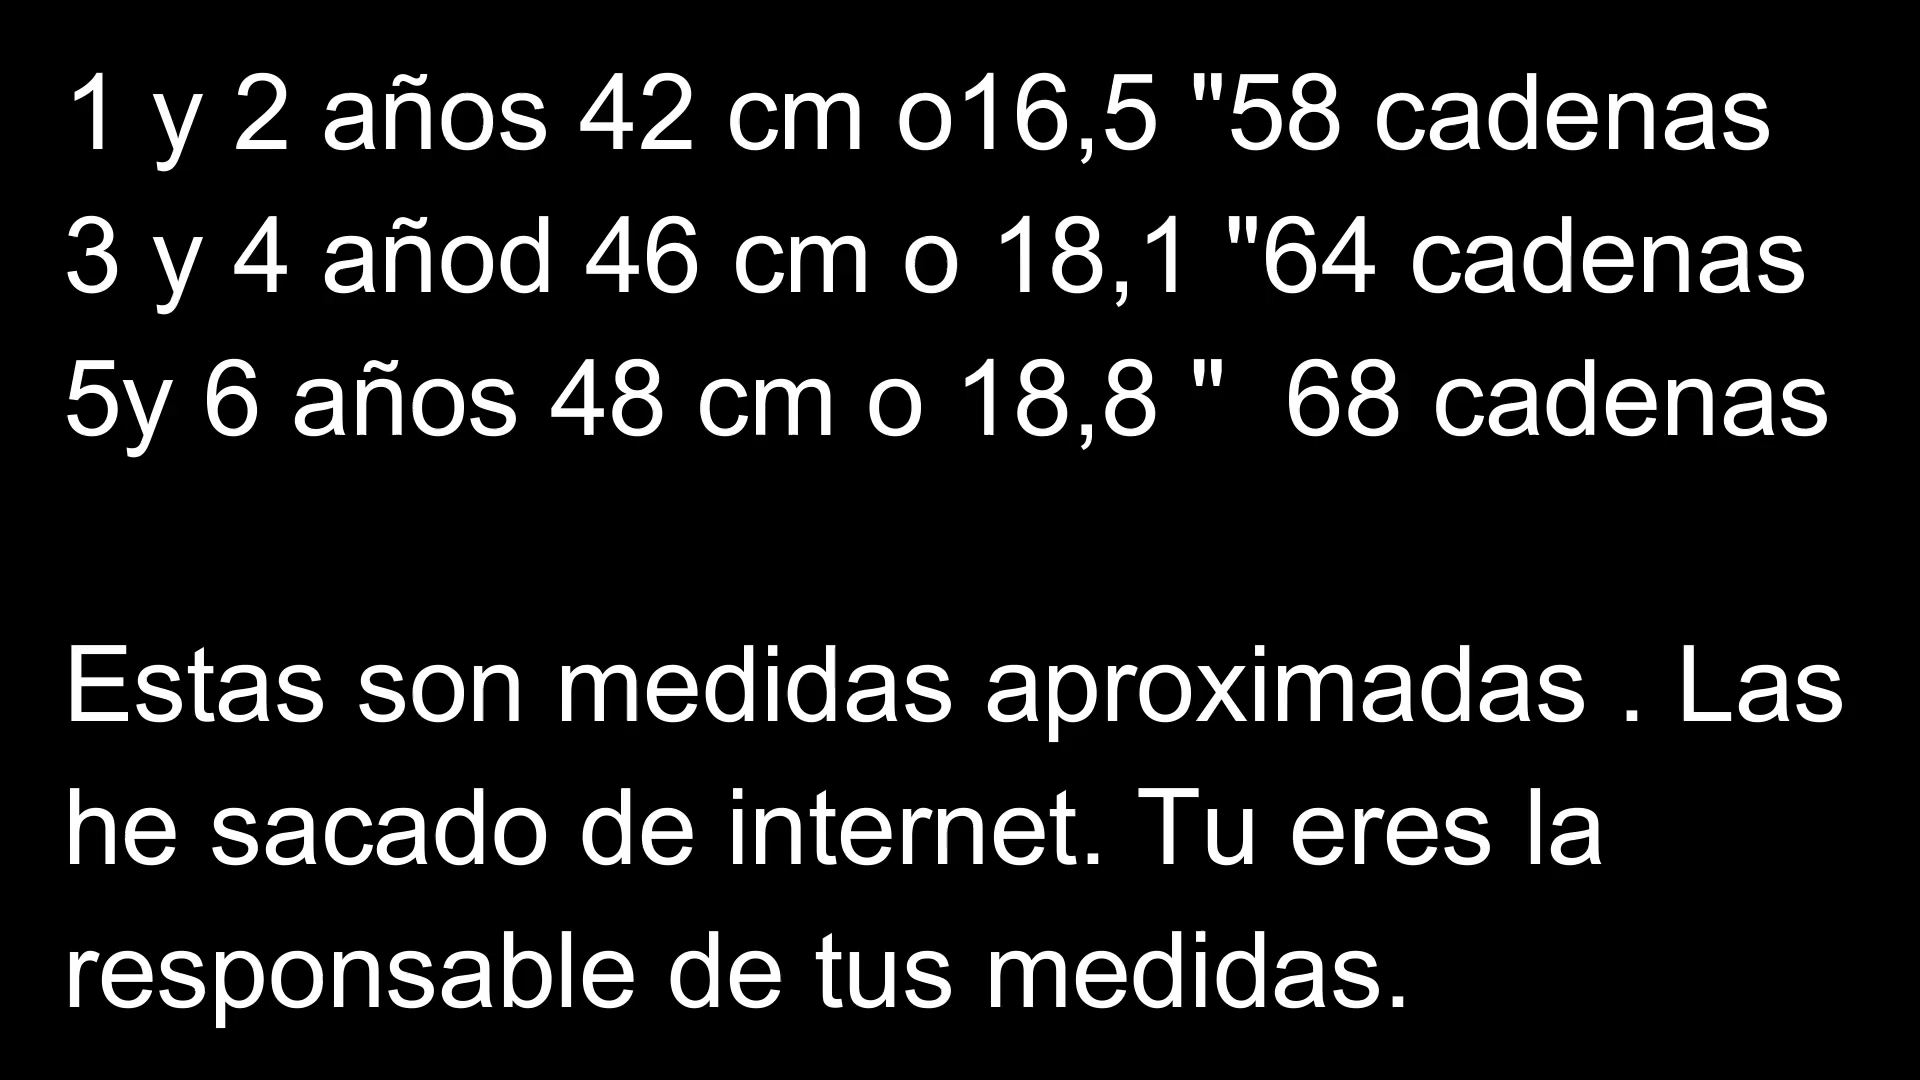 1 y 2 años 42 cm o16,5 "58 cadenas
3 y 4 añod 46 cm o 18,1 "64 cadenas
5y 6 años 48 cm o 18,8 "  68 cadenas
Estas son medidas aproximadas . Las
he sacado de internet. Tu eres la
responsable de tus medidas.